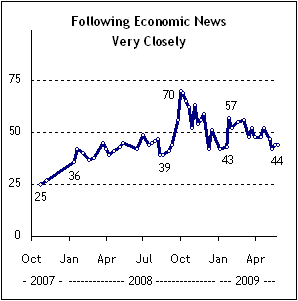 Following Economic News
Very Closely
75
50
25
0
70
57
36
39
43
44
25
Oct Jan Apr Jul Oct Jan Apr Jul
- 2007 - ---------- 2008 ---------- ---- 2009 ----